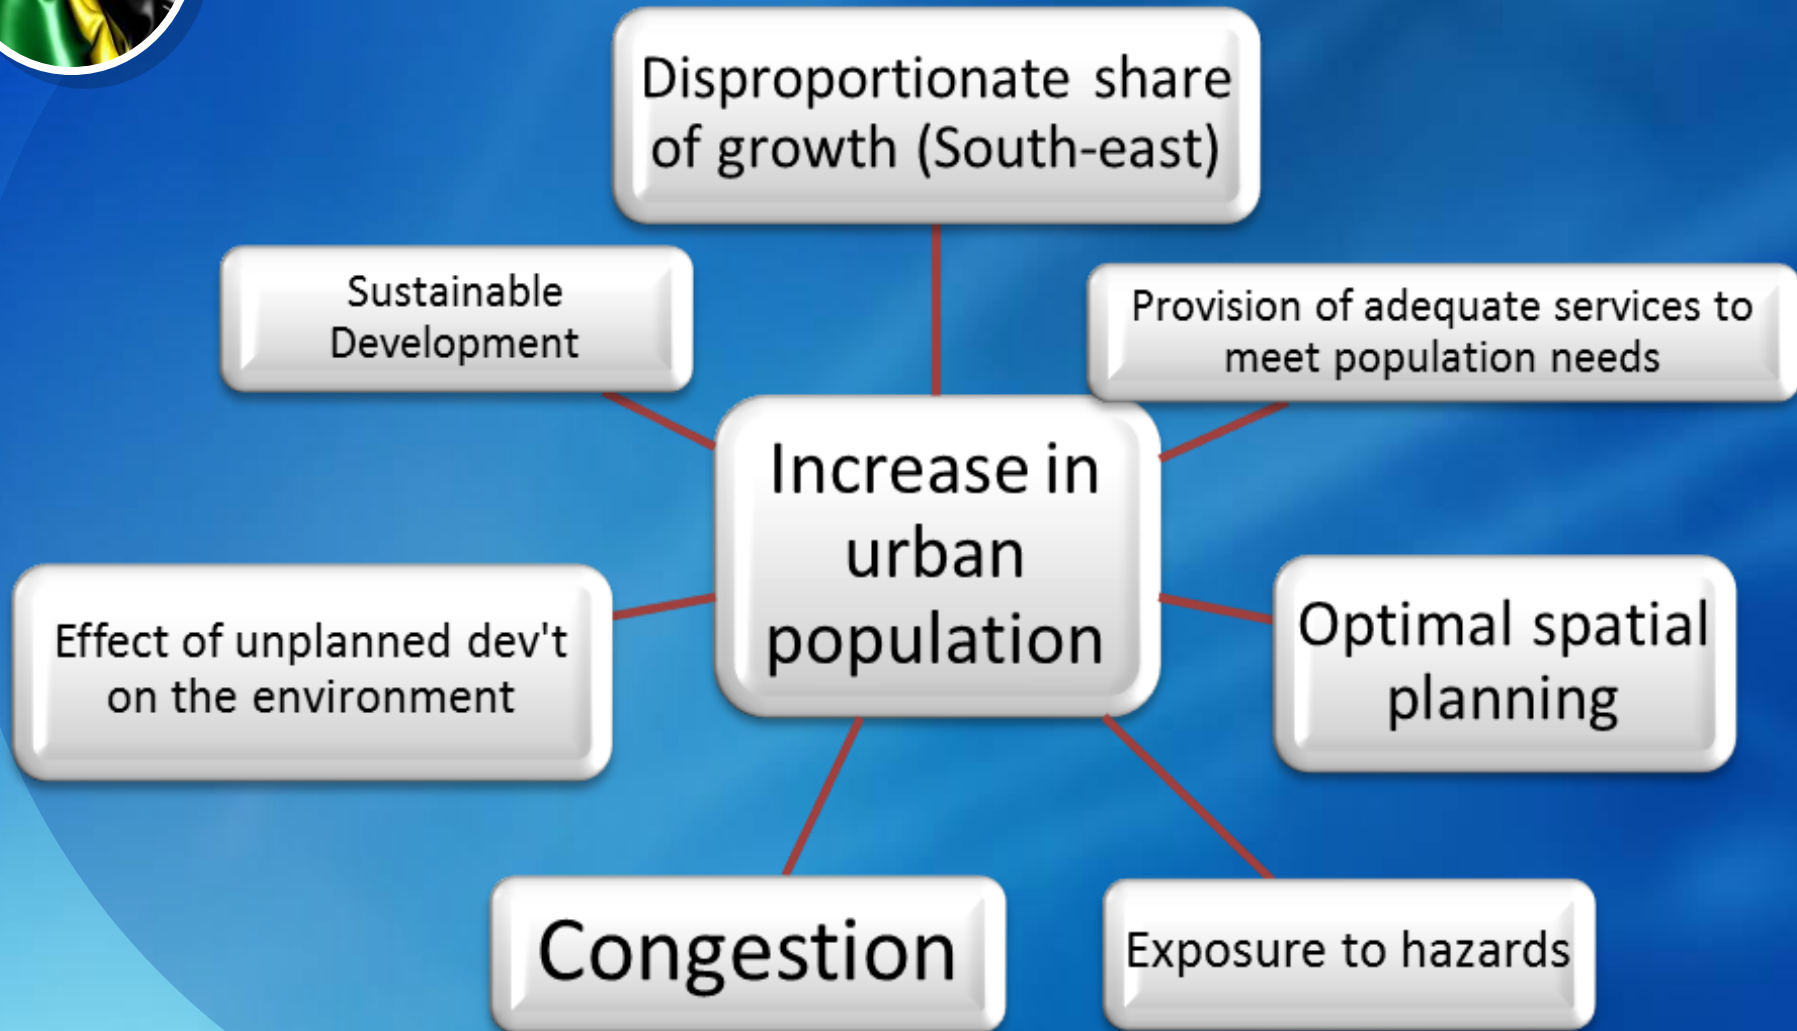 Disproportionate share
of growth (South-east)
Sustainable
Development
Provision of adequate services to
meet population needs
Increase in
urban
population
Effect of unplanned dev't
on the environment
Optimal spatial
planning
Congestion
Exposure to hazards